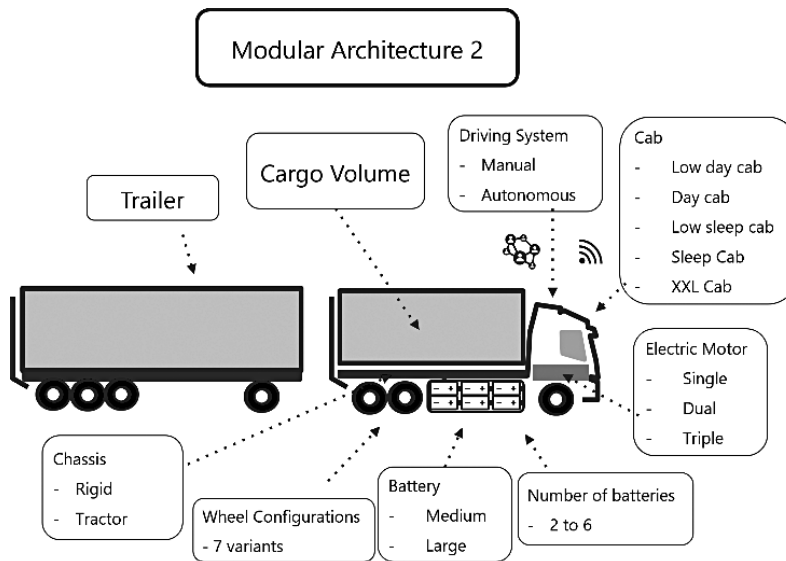 Modular Architecture 2
Trailer
Cargo Volume
Driving System
- Manual
- Autonomous
Cab
- Low day cab
- Day cab
- Low sleep cab
- Sleep Cab
- XXL Cab
Electric Motor
- Single
- Dual
- Triple
Chassis
- Rigid
- Tractor
Wheel Configurations
- 7 variants
Battery
- Medium
- Large
Number of batteries
- 2 to 6